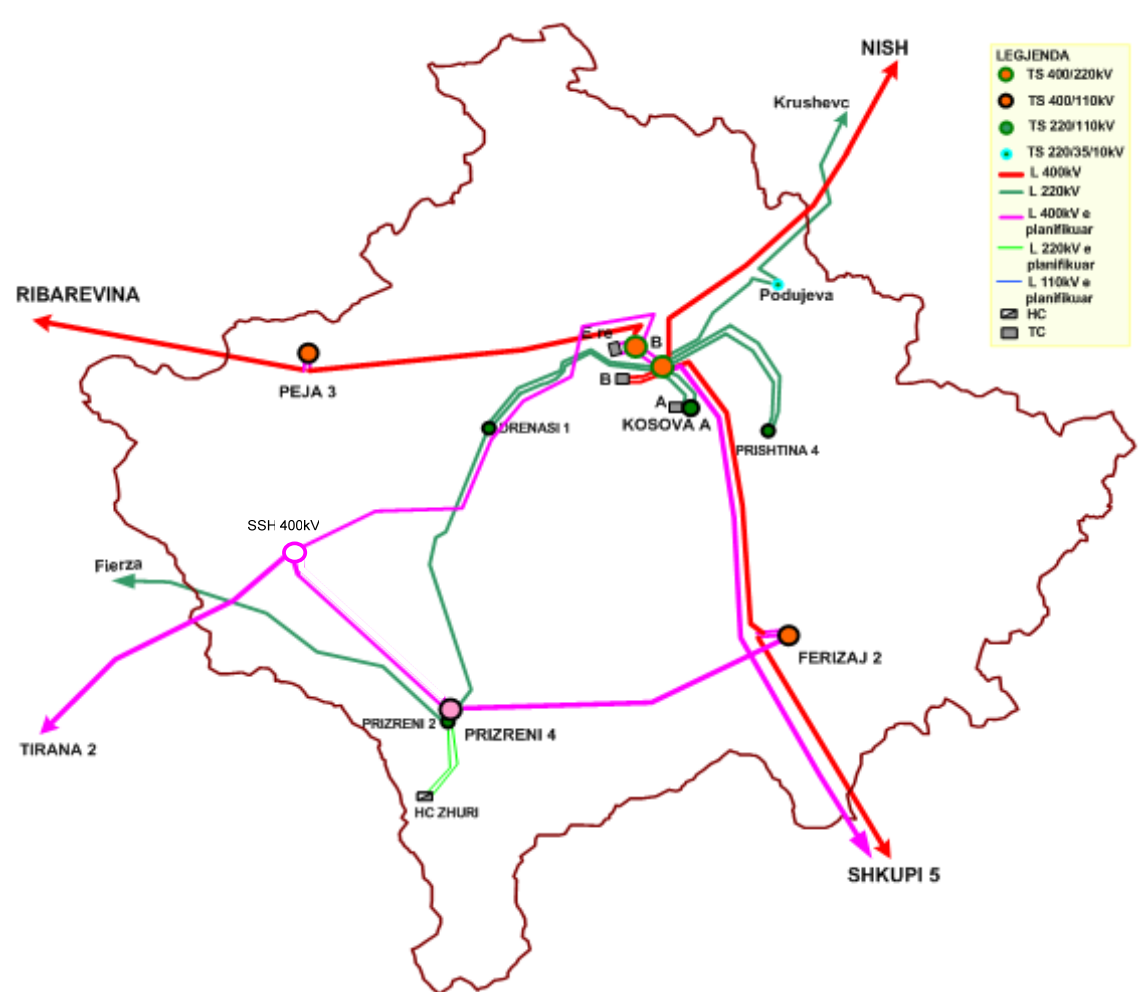 NISH
LEGJENDA
TS 400/220kV
TS 400/110kV
TS 220/110kV
TS 220/35/10kV
L 400kV
L 220kV
L 400kV e
planifikuar
L 220kV e
planifikuar
L 110kV e
planifikuar
HC
TC
Krushevc
Podujeva
RIBAREVINA
E re
B
B
PEJA 3
A
KOSOVA A
DRENASI 1
PRISHTINA 4
SSH 400kV
Fierza
FERIZAJ 2
PRIZRENI 2
PRIZRENI 4
TIRANA 2
HC ZHURI
SHKUPI 5